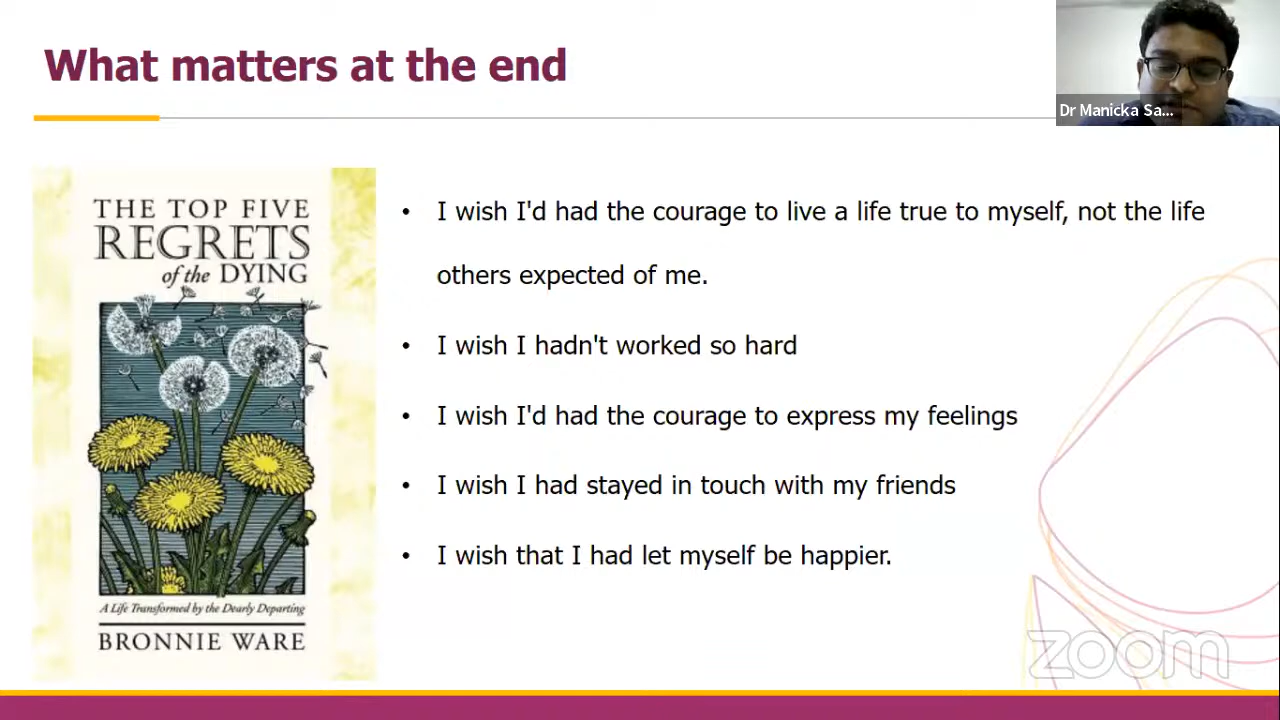 What matters at the end
Dr Manicka Sa...
THE TOP FIVE
REGRETS
of the DYING
A Life Transformed by the Dearly Departing
BRONNIE WARE
• I wish I'd had the courage to live a life true to myself, not the life
others expected of me.
• I wish I hadn't worked so hard
• I wish I'd had the courage to express my feelings
• I wish I had stayed in touch with my friends
• I wish that I had let myself be happier.
zoom